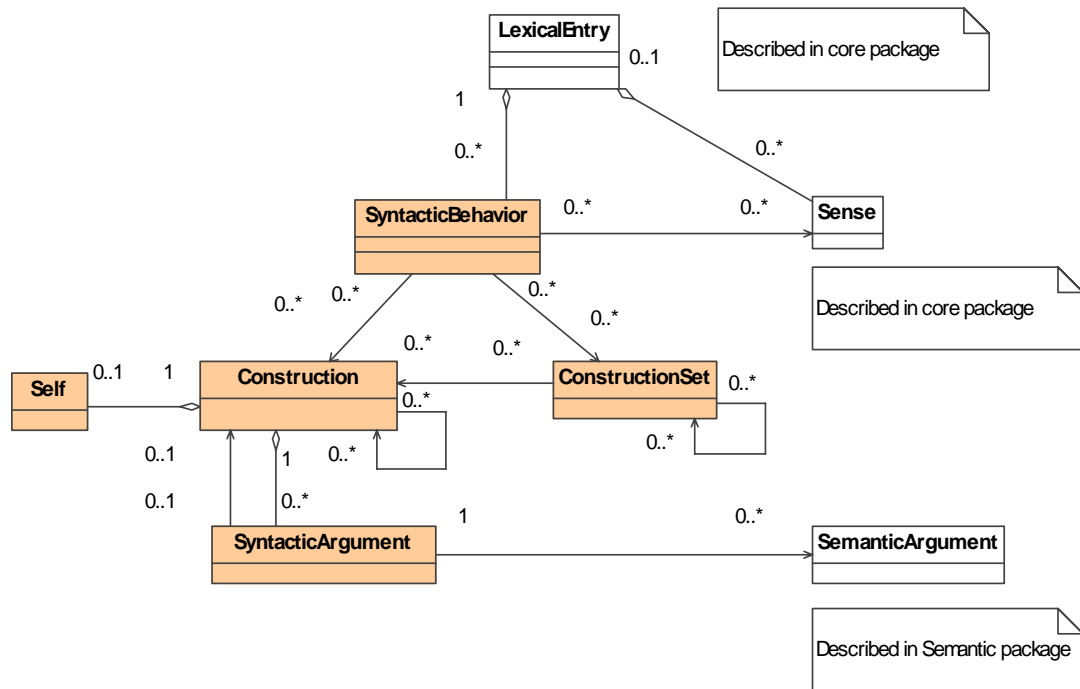 LexicalEntry
Described in core package
0..1
1
0..*
0..*
SyntacticBehavior
0..*
0..*
Sense
Described in core package
0..*
0..*
0..*
0..*
0..*
0..*
Construction
ConstructionSet
0..1
1
Self
0..*
0..*
0..*
0..*
0..1
1
0..1
0..*
1
0..*
SyntacticArgument
SemanticArgument
Described in Semantic package